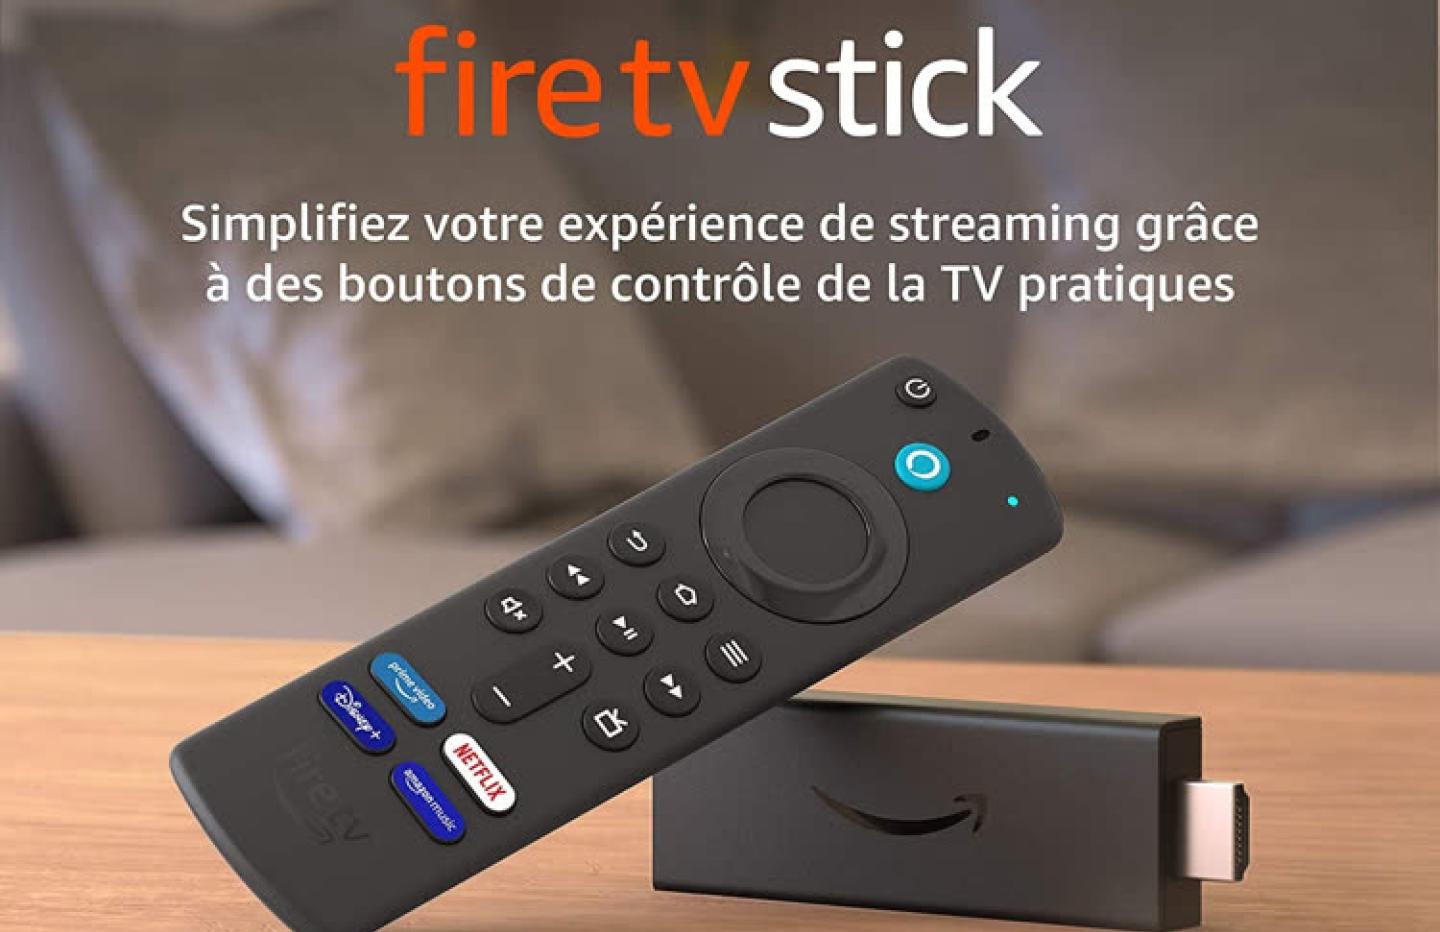 fire tv stick
Simplifiez votre expérience de streaming grâce
à des boutons de contrôle de la TV pratiques
prime video
Disney+
NETFLIX
amazon music
fire tv